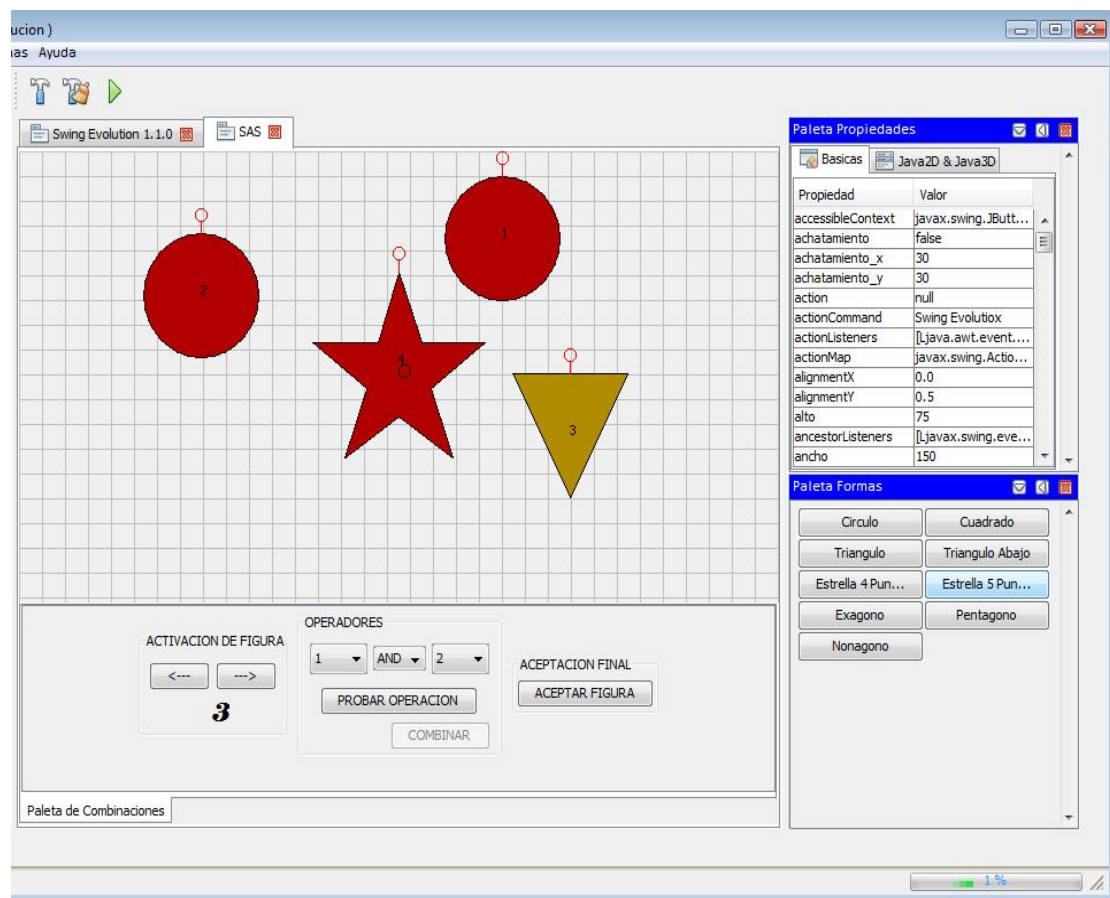 ucion )
nas Ayuda
Swing Evolution 1.1.0
SAS
1
2
4
3
Paleta Propiedades
Basicas
Java2D & Java3D
Propiedad Valor
accessibleContext javax.swing.JButt...
achatamiento false
achatamiento_x 30
achatamiento_y 30
action null
actionCommand Swing Evolutiox
actionListeners [Ljava.awt.event....
actionMap javax.swing.Actio...
alignmentX 0.0
alignmentY 0.5
alto 75
ancestorListeners [Ljavax.swing.eve...
ancho 150
Paleta Formas
Circulo Cuadrado
Triangulo Triangulo Abajo
Estrella 4 Pun... Estrella 5 Pun...
Exagono Pentagono
Nonagono
ACTIVACION DE FIGURA
<--- --->
3
OPERADORES
1 AND 2
PROBAR OPERACION
COMBINAR
ACEPTACION FINAL
ACEPTAR FIGURA
Paleta de Combinaciones
1 %